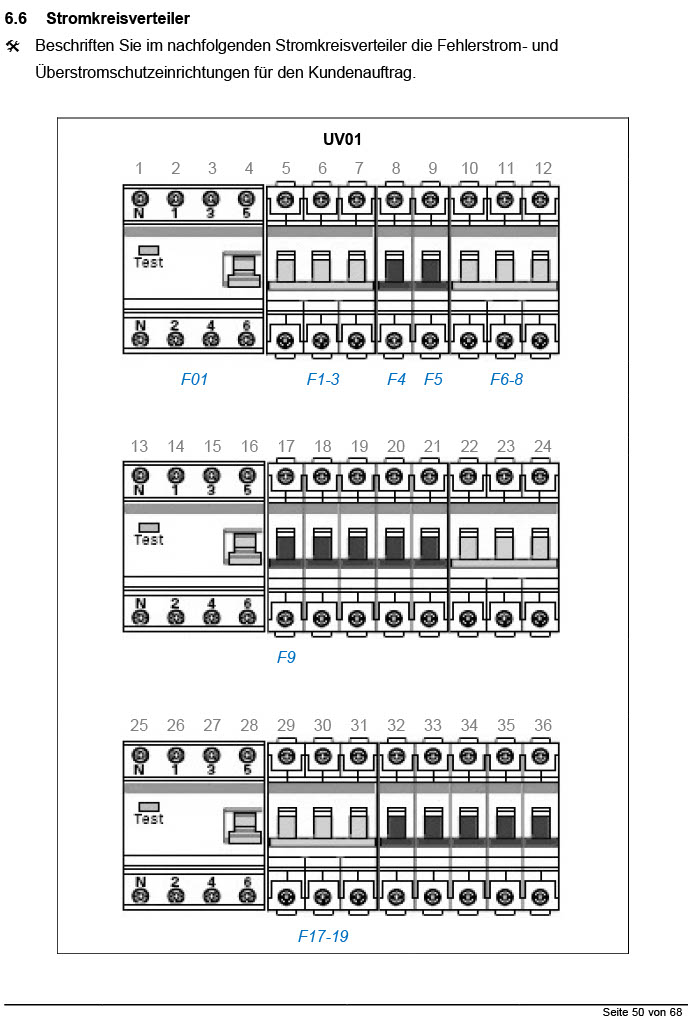 6.6 Stromkreisverteiler
🛠 Beschriften Sie im nachfolgenden Stromkreisverteiler die Fehlerstrom- und
Überstromschutzeinrichtungen für den Kundenauftrag.
UV01
1 2 3 4 5 6 7 8 9 10 11 12
N 1 3 5
Test
N 2 4 6
F01 F1-3 F4 F5 F6-8
13 14 15 16 17 18 19 20 21 22 23 24
N 1 3 5
Test
N 2 4 6
F9
25 26 27 28 29 30 31 32 33 34 35 36
N 1 3 5
Test
N 2 4 6
F17-19
Seite 50 von 68